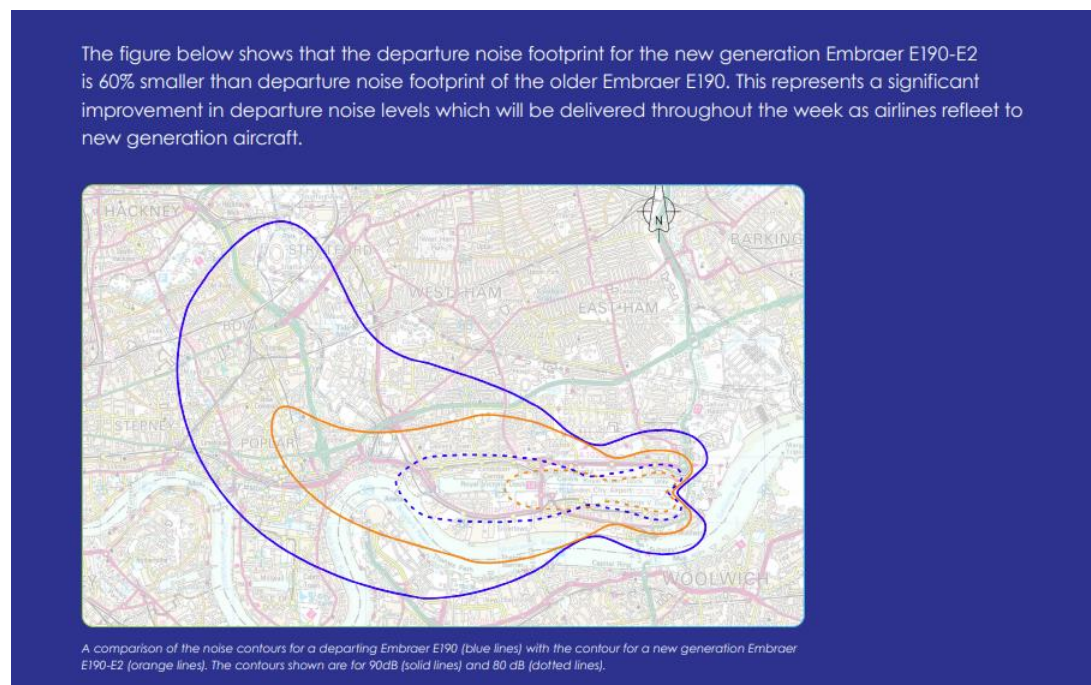 The figure below shows that the departure noise footprint for the new generation Embraer E190-E2
is 60% smaller than departure noise footprint of the older Embraer E190. This represents a significant
improvement in departure noise levels which will be delivered throughout the week as airlines refleet to
new generation aircraft.
HACKNEY
N
BARKING
STRATFORD
WEST HAM
EAST HAM
BOW
STEPNEY
POPLAR
London City Airport
WOOLWICH
A comparison of the noise contours for a departing Embraer E190 (blue lines) with the contour for a new generation Embraer
E190-E2 (orange lines). The contours shown are for 90dB (solid lines) and 80 dB (dotted lines).